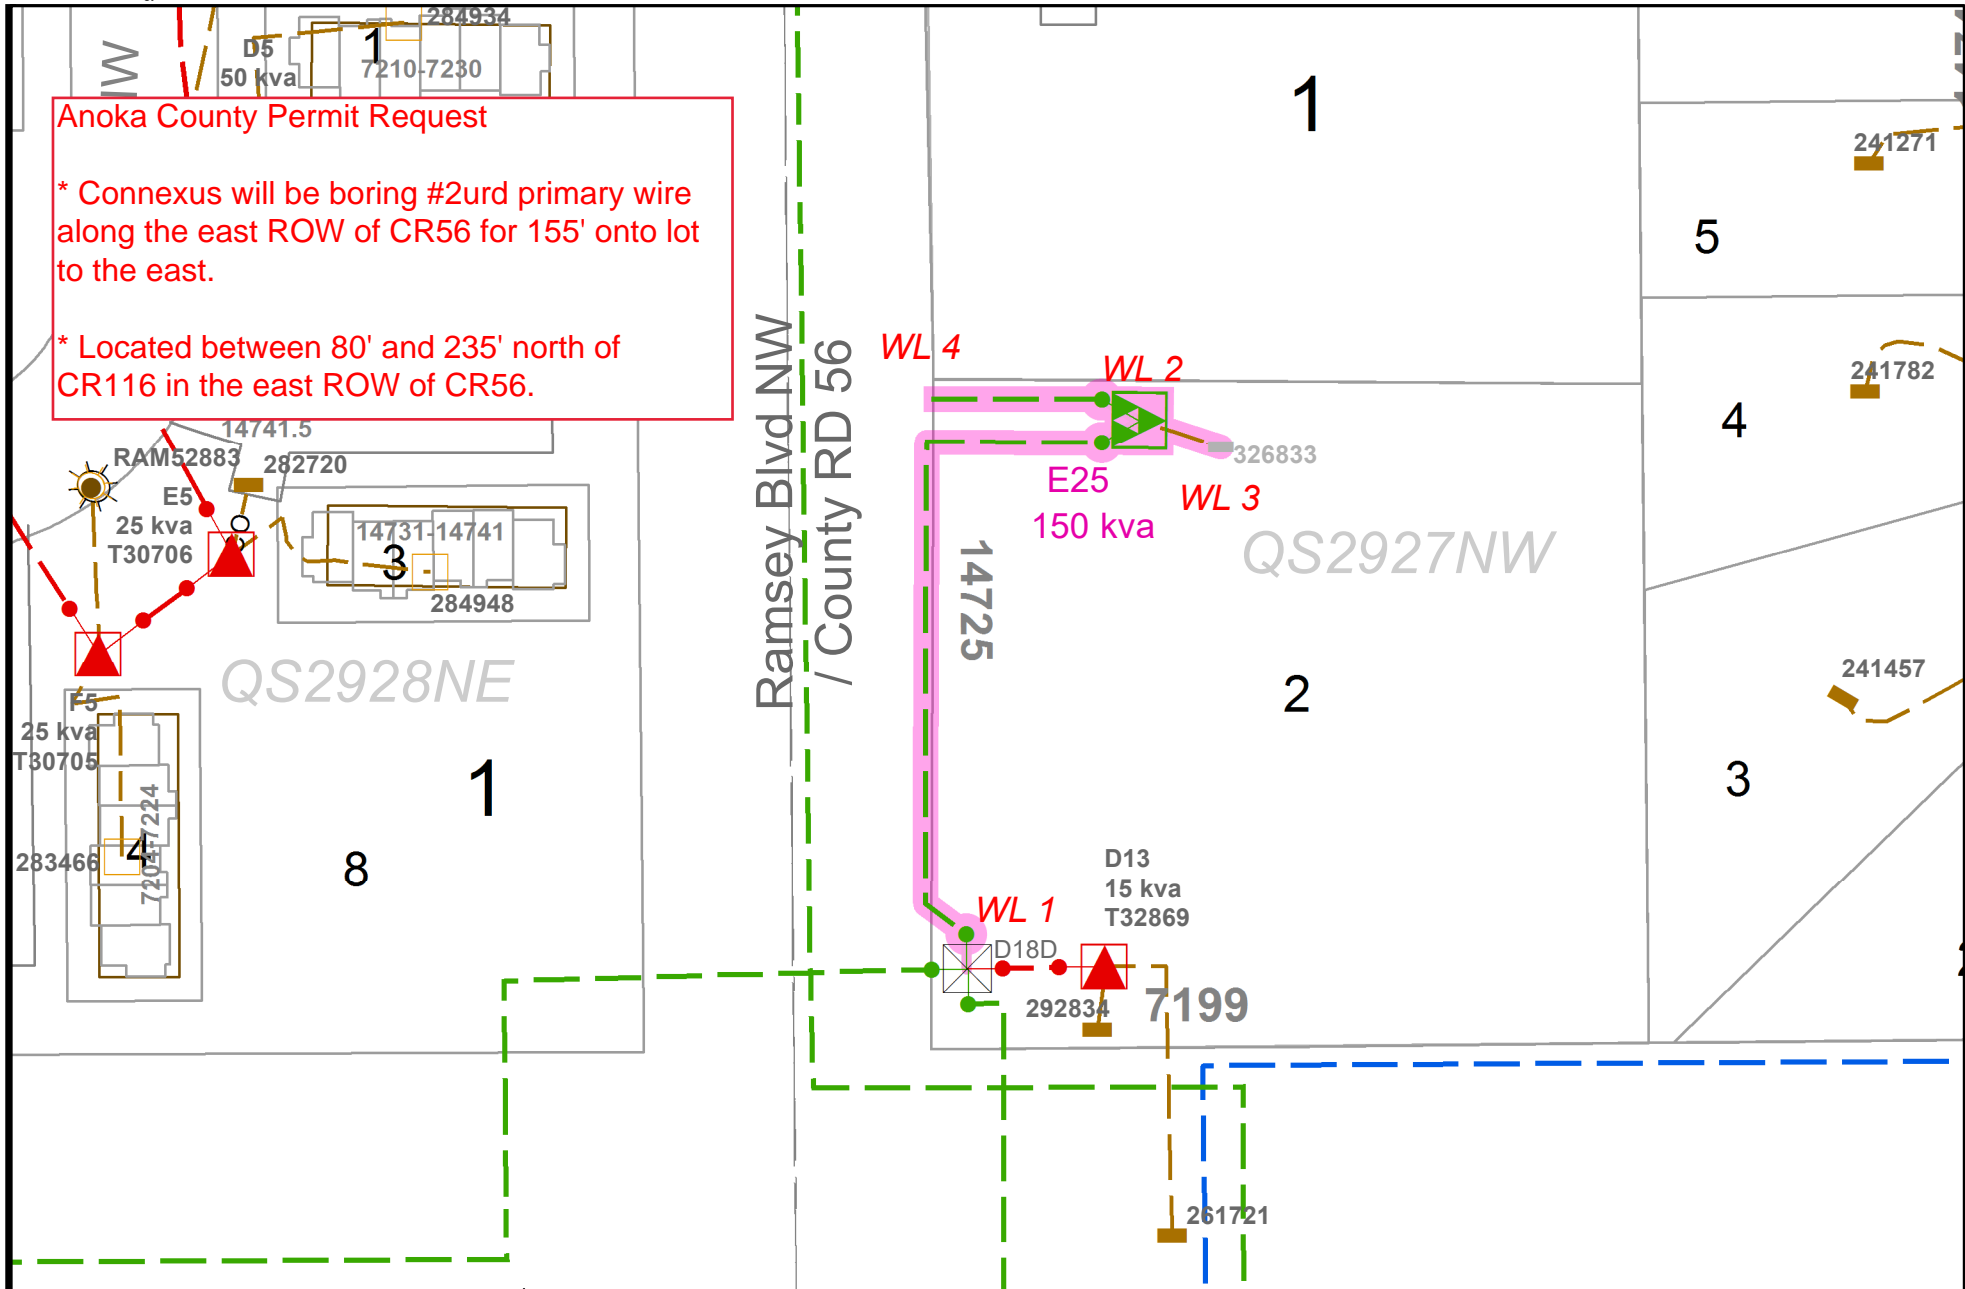 284934
D5
50 kva
1
7210-7230
Anoka County Permit Request
* Connexus will be boring #2urd primary wire
along the east ROW of CR56 for 155' onto lot
to the east.
* Located between 80' and 235' north of
CR116 in the east ROW of CR56.
14741.5
RAM52883
282720
E5
25 kva
T30706
14731-14741
3
284948
QS2928NE
F5
25 kva
T30705
7204-7224
4
283466
1
8
Ramsey Blvd NW
/ County RD 56
1
WL 4
WL 2
326833
E25
150 kva
WL 3
14725
QS2927NW
2
WL 1
D18D
D13
15 kva
T32869
292834
7199
261721
241271
5
241782
4
241457
3